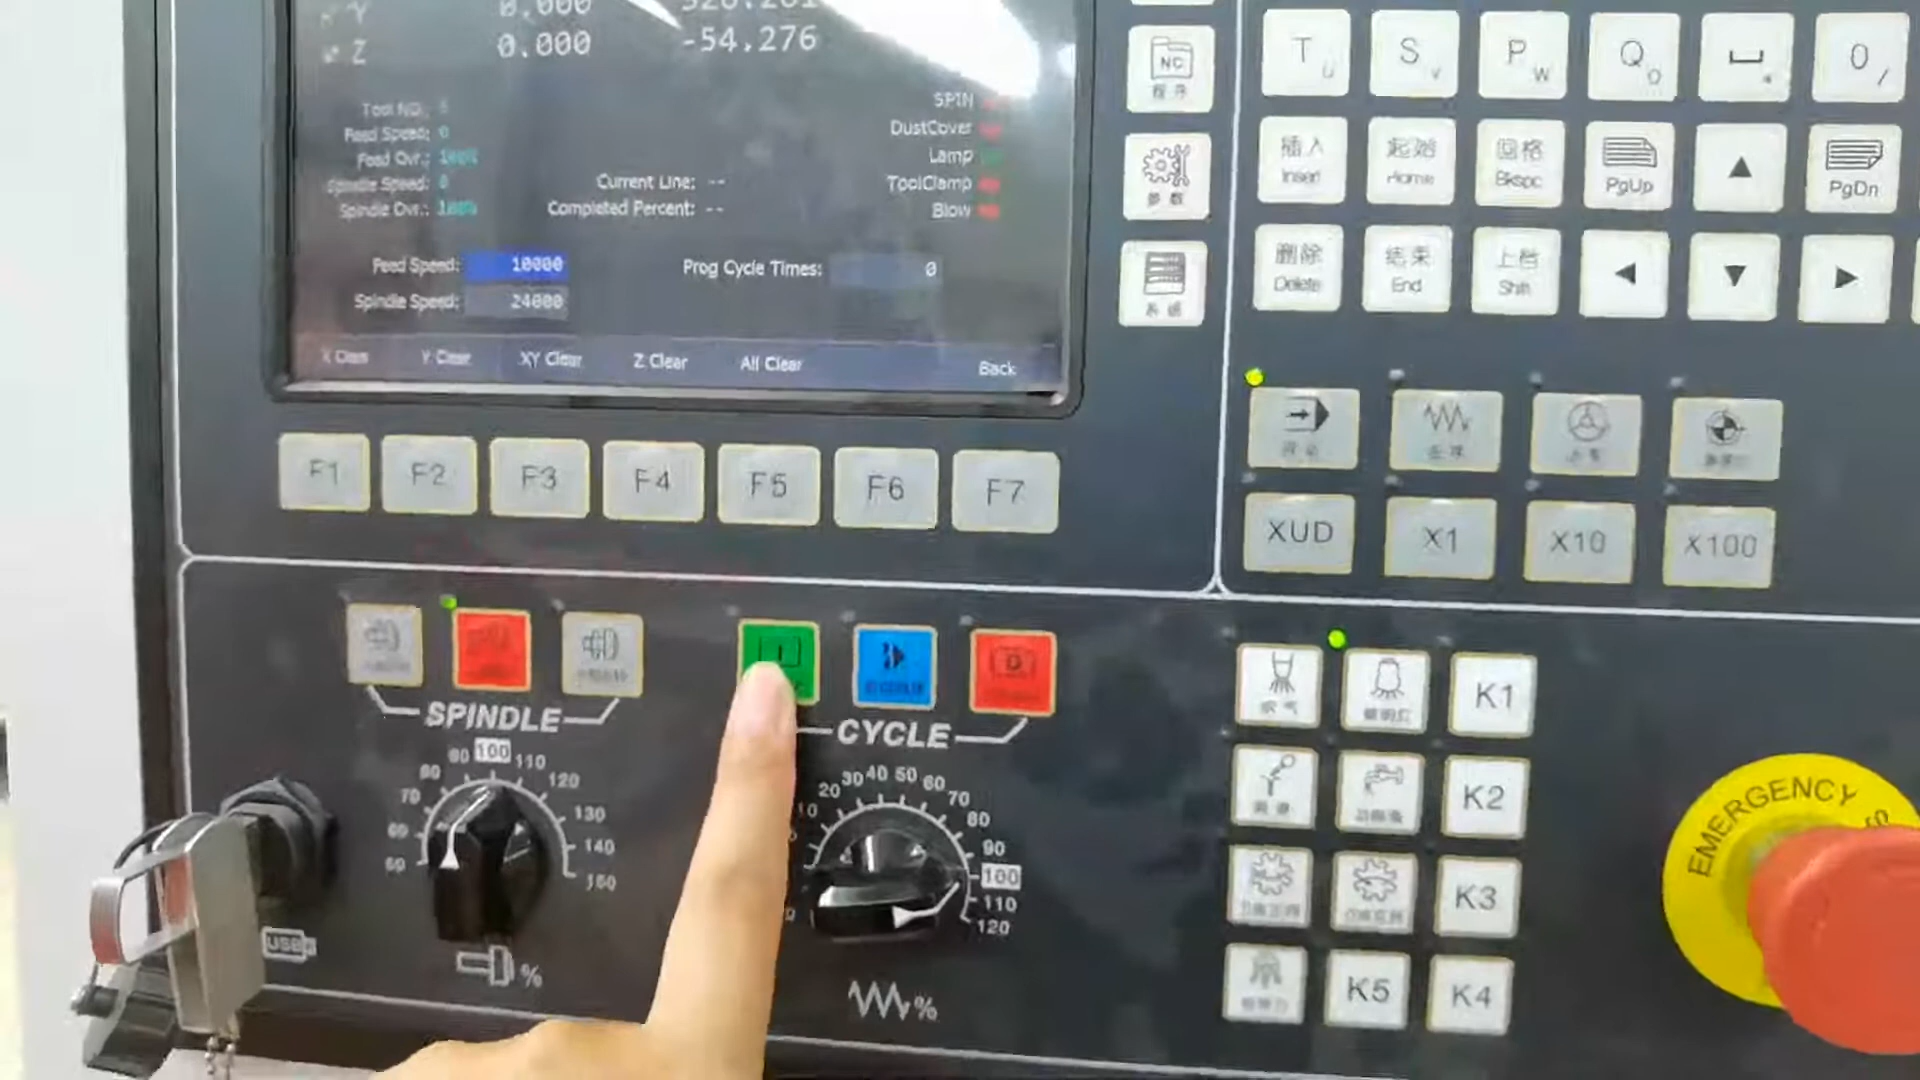 Y 0.000
Z 0.000 -54.276
Tool NO.:
Feed Speed: 0
Feed Ovr.: 100%
Spindle Speed: 0
Spindle Ovr.: 100%
Current Line: --
Completed Percent: --
SPIN
DustCover
Lamp
ToolClamp
Blow
Feed Speed: 10000
Prog Cycle Times: 0
Spindle Speed: 24000
X Clear Y Clear XY Clear Z Clear All Clear Back
F1 F2 F3 F4 F5 F6 F7
NC
程序
参数
系统
T U S V P W Q O 0 /
插入 Insert
起始 Home
回格 Bkspc
PgUp
▲
PgDn
删除 Delete
结束 End
上档 Shift
◀ ▼ ▶
XUD X1 X10 X100
SPINDLE
CYCLE
90 100 110
80 120
70 130
60 140
150
%
USB
10 20 30 40 50 60 70 80 90 100 110 120
%
吹气
照明灯
K1
K2
K3
K5 K4
EMERGENCY